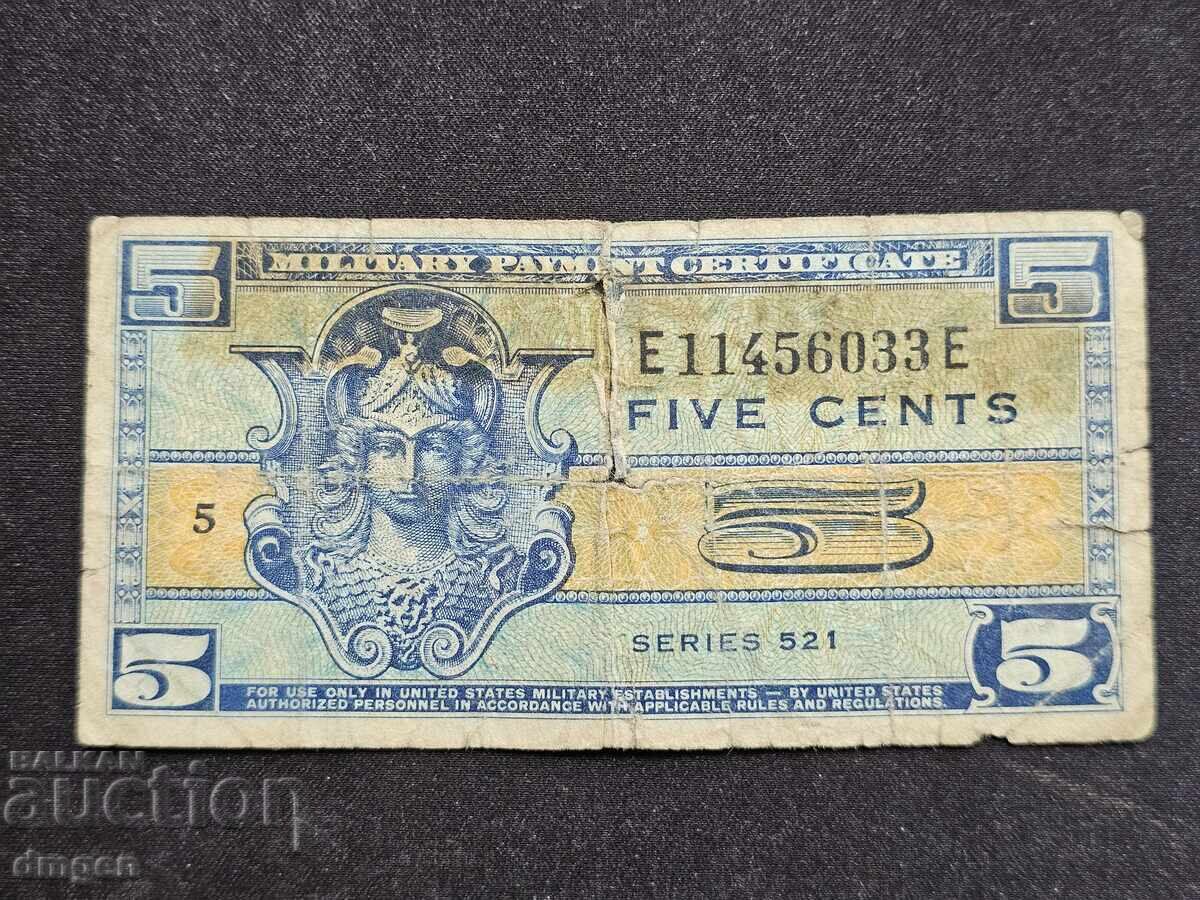 5 MILITARY PAYMENT CERTIFICATE 5
E11456033E
FIVE CENTS
5 5
SERIES 521
5 5
FOR USE ONLY IN UNITED STATES MILITARY ESTABLISHMENTS — BY UNITED STATES
AUTHORIZED PERSONNEL IN ACCORDANCE WITH APPLICABLE RULES AND REGULATIONS.
BALKAN
auction
dmpen